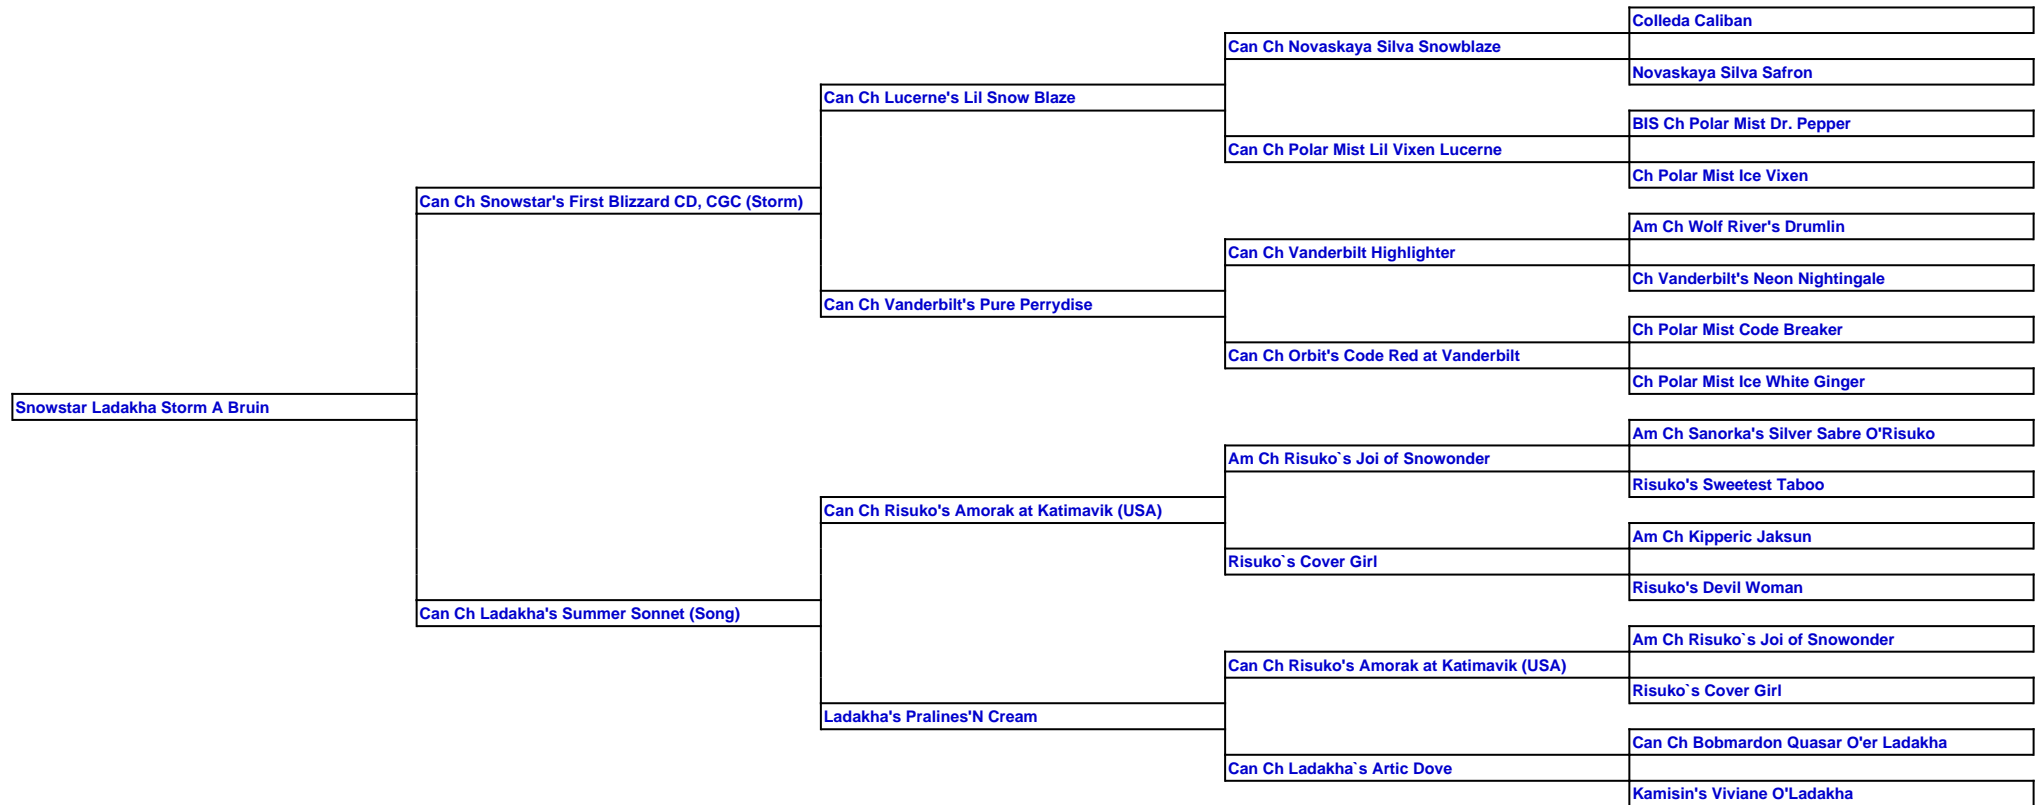 Colleda Caliban
Can Ch Novaskaya Silva Snowblaze
Novaskaya Silva Safron
Can Ch Lucerne's Lil Snow Blaze
BIS Ch Polar Mist Dr. Pepper
Can Ch Polar Mist Lil Vixen Lucerne
Ch Polar Mist Ice Vixen
Can Ch Snowstar's First Blizzard CD, CGC (Storm)
Am Ch Wolf River's Drumlin
Can Ch Vanderbilt Highlighter
Ch Vanderbilt's Neon Nightingale
Can Ch Vanderbilt's Pure Perrydise
Ch Polar Mist Code Breaker
Can Ch Orbit's Code Red at Vanderbilt
Ch Polar Mist Ice White Ginger
Snowstar Ladakha Storm A Bruin
Am Ch Sanorka's Silver Sabre O'Risuko
Am Ch Risuko`s Joi of Snowonder
Risuko's Sweetest Taboo
Can Ch Risuko's Amorak at Katimavik (USA)
Am Ch Kipperic Jaksun
Risuko`s Cover Girl
Risuko's Devil Woman
Can Ch Ladakha's Summer Sonnet (Song)
Am Ch Risuko`s Joi of Snowonder
Can Ch Risuko's Amorak at Katimavik (USA)
Risuko`s Cover Girl
Ladakha's Pralines'N Cream
Can Ch Bobmardon Quasar O'er Ladakha
Can Ch Ladakha`s Artic Dove
Kamisin's Viviane O'Ladakha